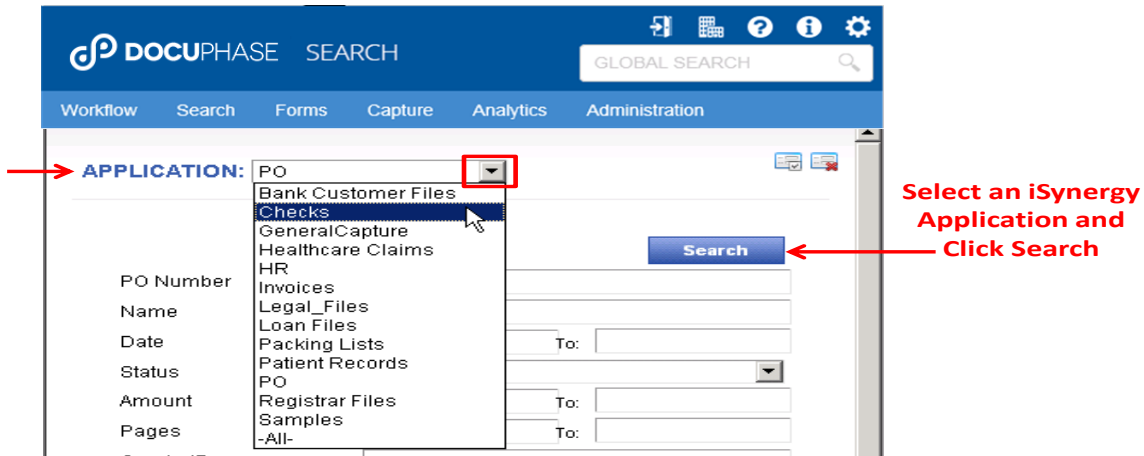 DOCUPHASE SEARCH
GLOBAL SEARCH
Workflow Search Forms Capture Analytics Administration
APPLICATION: PO
Bank Customer Files
Checks
GeneralCapture
Healthcare Claims
HR
Invoices
Legal_Files
Loan Files
Packing Lists
Patient Records
PO
Registrar Files
Samples
-All-
Search
Select an iSynergy
Application and
Click Search
PO Number
Name
Date To:
Status
Amount To:
Pages To: